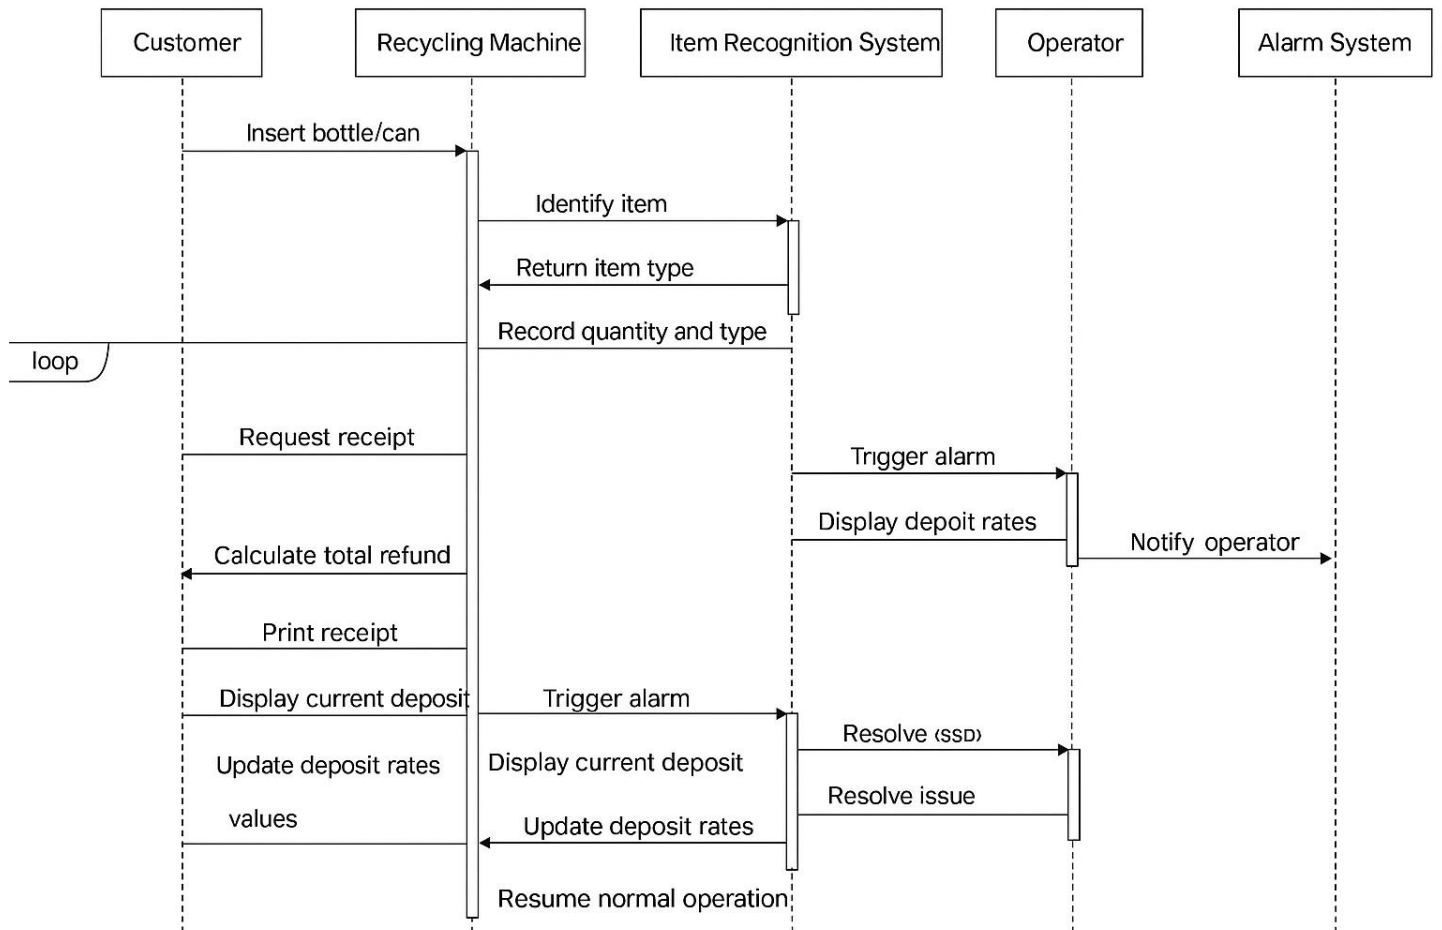 Customer
Recycling Machine
Item Recognition System
Operator
Alarm System
Insert bottle/can
Identify item
Return item type
Record quantity and type
loop
Request receipt
Trigger alarm
Display depoit rates
Notify operator
Calculate total refund
Print receipt
Display current deposit
Trigger alarm
Resolve (SSD)
Update deposit rates
Display current deposit
Resolve issue
values
Update deposit rates
Resume normal operation